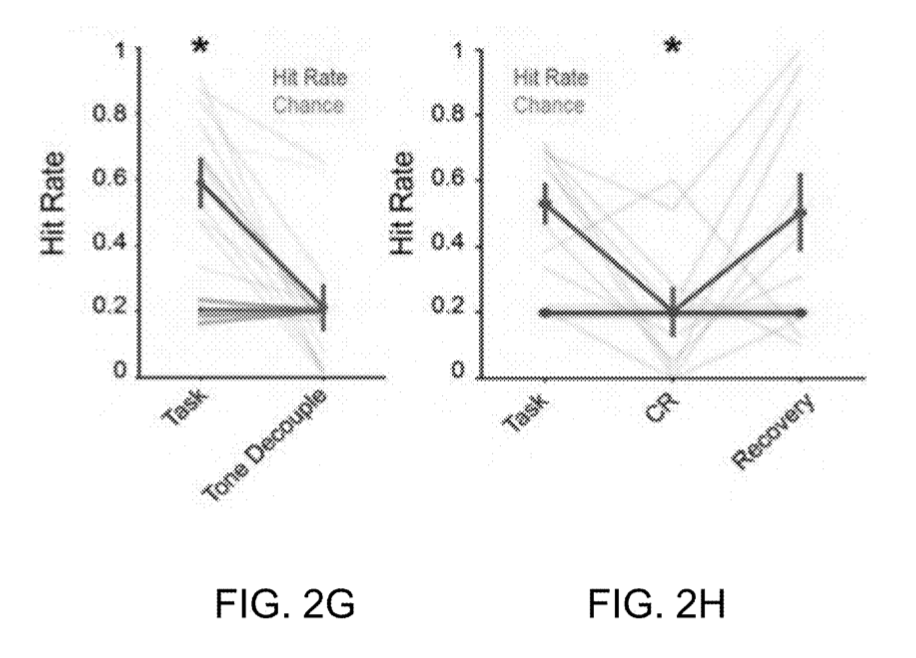 *
1
0.8
0.6
0.4
0.2
0
Hit Rate
Hit Rate
Chance
Task
Tone Decouple
*
1
0.8
0.6
0.4
0.2
0
Hit Rate
Hit Rate
Chance
Task
CR
Recovery
FIG. 2G
FIG. 2H